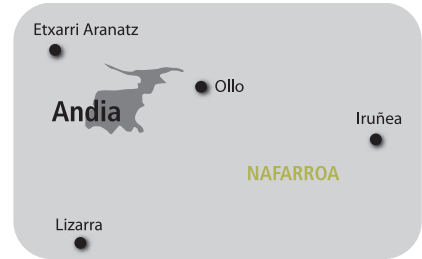 Etxarri Aranatz
Ollo
Andia
Iruñea
NAFARROA
Lizarra